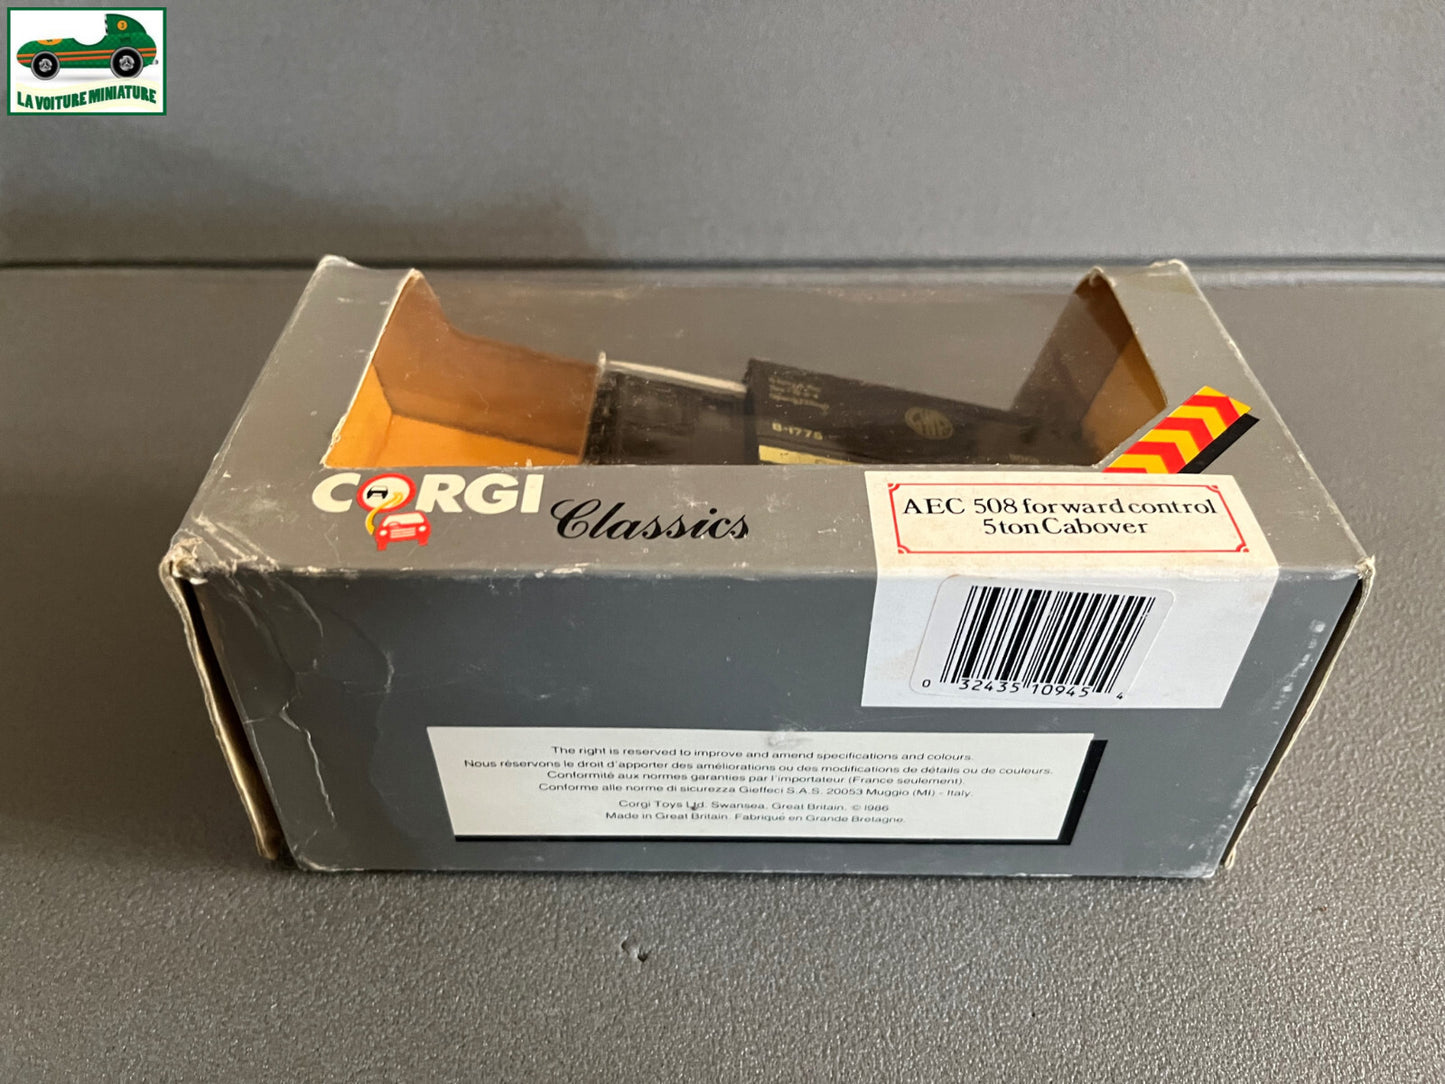 LA VOITURE MINIATURE
B-1775
CORGI Classics
AEC 508 forward control
5 ton Cabover
0 32435 10945 4
The right is reserved to improve and amend specifications and colours.
Nous réservons le droit d'apporter des améliorations ou des modifications de détails ou de couleurs.
Conformité aux normes garanties par l'importateur (France seulement).
Conforme alle norme di sicurezza Gieffeci S.A.S. 20053 Muggio (MI) - Italy.
Corgi Toys Ltd. Swansea. Great Britain. © 1986
Made in Great Britain. Fabriqué en Grande Bretagne.